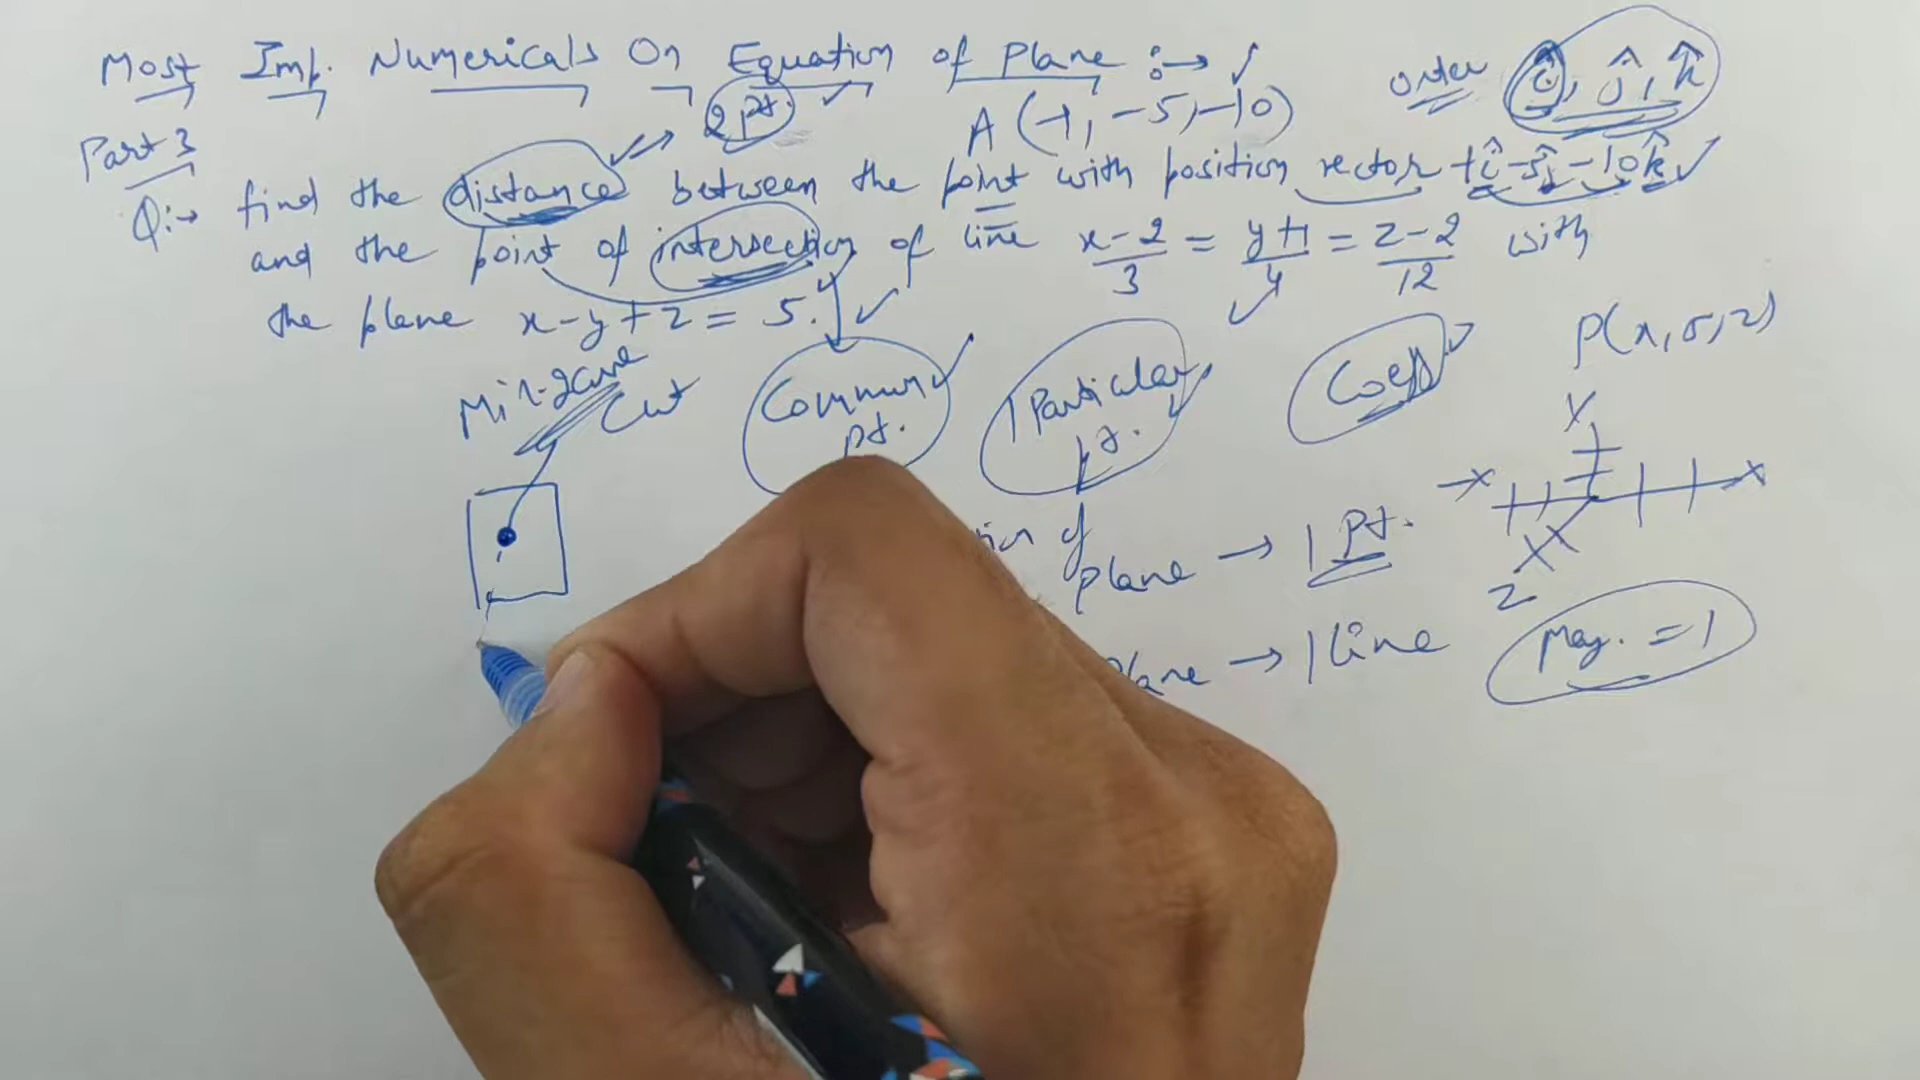 Most Imp. Numericals On Equation of Plane :→ ✓
Part 3
2 pt. ✓
A (-1, -5, -10)
order î, ĵ, k̂
Q:→ find the distance between the point with position vector -î-5ĵ-10k̂ ✓
and the point of intersection of line x-2/3 = y+1/4 = z-2/12 with
the plane x-y+z = 5.
Cut
Common pt.
1 Particular pt.
Coeff
Plane → 1 Pt.
→ 1 line
X
-X X
Z
Mag. = 1